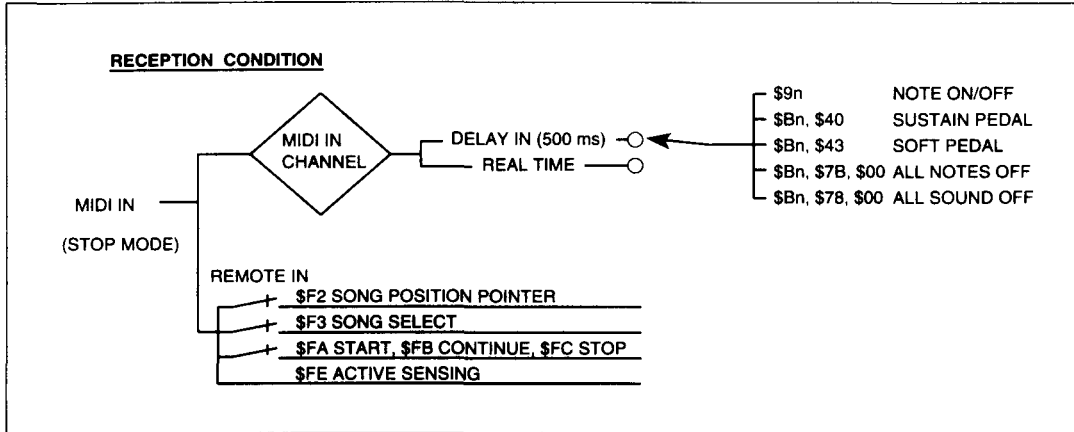 RECEPTION CONDITION
MIDI IN
CHANNEL
DELAY IN (500 ms)
REAL TIME
$9n NOTE ON/OFF
$Bn, $40 SUSTAIN PEDAL
$Bn, $43 SOFT PEDAL
$Bn, $7B, $00 ALL NOTES OFF
$Bn, $78, $00 ALL SOUND OFF
MIDI IN
(STOP MODE)
REMOTE IN
$F2 SONG POSITION POINTER
$F3 SONG SELECT
$FA START, $FB CONTINUE, $FC STOP
$FE ACTIVE SENSING